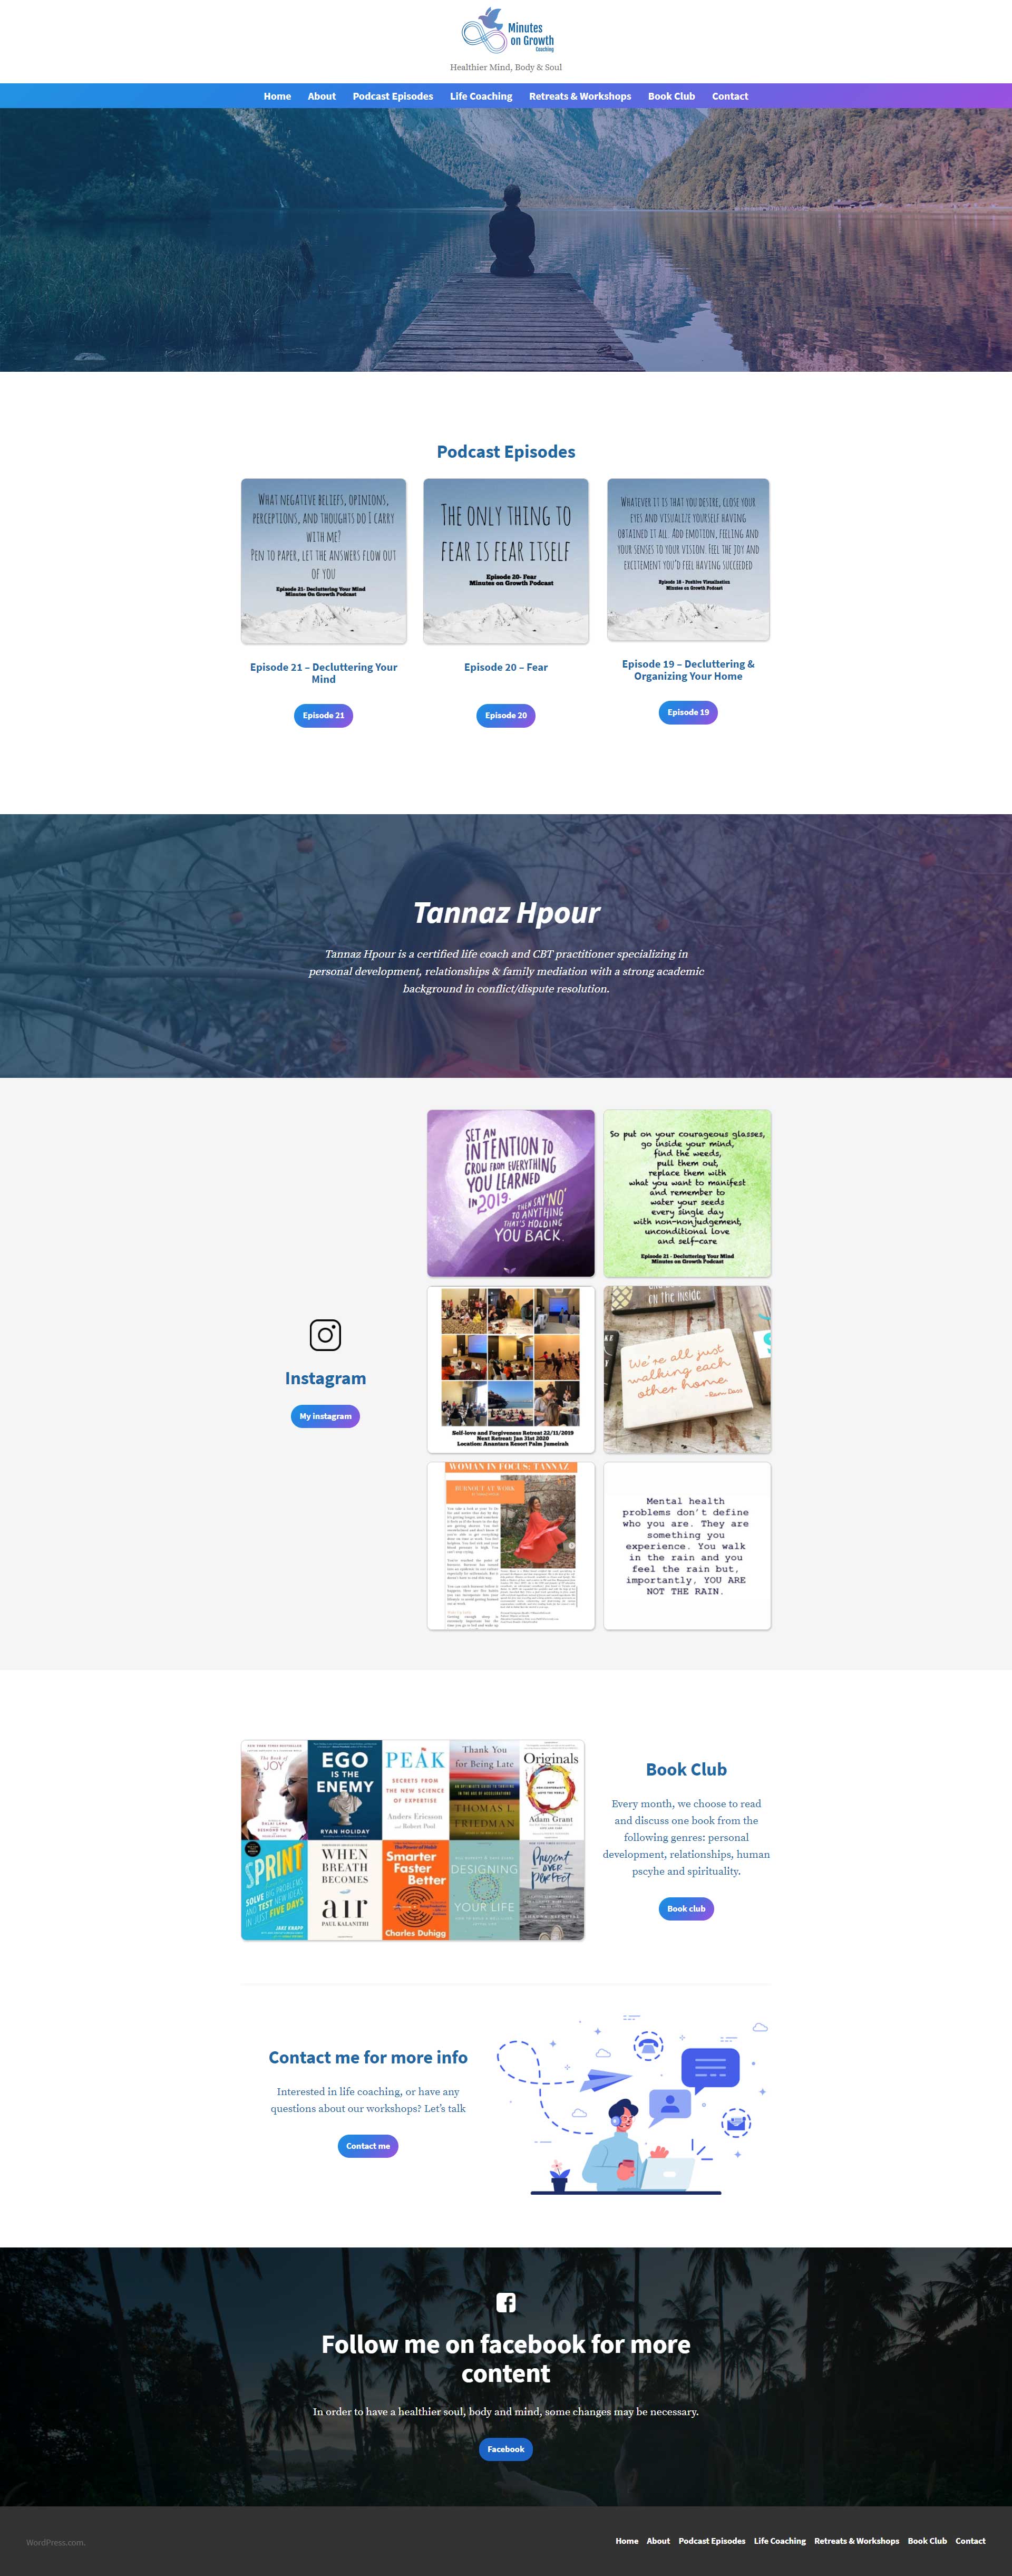 Minutes
on Growth
Coaching
Healthier Mind, Body & Soul
Home About Podcast Episodes Life Coaching Retreats & Workshops Book Club Contact
Podcast Episodes
What negative beliefs, opinions,
perceptions, and thoughts do I carry
with me?
Pen to paper, let the answers flow out
of you
Episode 21- Decluttering Your Mind
Minutes On Growth Podcast
The only thing to
fear is fear itself
Episode 20- Fear
Minutes on Growth Podcast
Whatever it is that you desire, close your
eyes and visualize yourself having
obtained it all. Add emotion, feeling and
your senses to your vision. Feel the joy and
excitement you'd feel having succeeded
Episode 18 - Positive Visualization
Minutes on Growth Podcast
Episode 21 – Decluttering Your
Mind
Episode 20 – Fear
Episode 19 – Decluttering &
Organizing Your Home
Episode 21
Episode 20
Episode 19
Tannaz Hpour
Tannaz Hpour is a certified life coach and CBT practitioner specializing in
personal development, relationships & family mediation with a strong academic
background in conflict/dispute resolution.
SET AN
INTENTION TO
GROW FROM EVERYTHING
YOU LEARNED
IN 2019.
THEN SAY 'NO'
TO ANYTHING
THAT'S HOLDING
YOU BACK.
So put on your courageous glasses,
go inside your mind,
find the weeds,
pull them out,
replace them with
what you want to manifest
and remember to
water your seeds
every single day
with non-nonjudgement,
unconditional love
and self-care
Episode 21 - Decluttering Your Mind
Minutes on Growth Podcast
Instagram
My instagram
Self-love and Forgiveness Retreat 22/11/2019
Next Retreat: Jan 31st 2020
Location: Anantara Resort Palm Jumeirah
ON THE INSIDE
We're all just
walking each
other home.
-Ram Dass
WOMAN IN FOCUS: TANNAZ
BURNOUT AT WORK
Mental health
problems don't define
who you are. They are
something you
experience. You walk
in the rain and you
feel the rain but,
importantly, YOU ARE
NOT THE RAIN.
The Book of
JOY
DALAI LAMA
DESMOND TUTU
EGO
IS THE
ENEMY
RYAN HOLIDAY
PEAK
SECRETS FROM
THE NEW SCIENCE
OF EXPERTISE
Anders Ericsson
and Robert Pool
Thank You
for Being Late
THOMAS L.
FRIEDMAN
Originals
Adam Grant
SPRINT
SOLVE BIG PROBLEMS
AND TEST NEW IDEAS
IN JUST FIVE DAYS
JAKE KNAPP
WHEN
BREATH
BECOMES
air
PAUL KALANITHI
Smarter
Faster
Better
Charles Duhigg
DESIGNING
YOUR LIFE
Present
OVER
PERFECT
Book Club
Every month, we choose to read
and discuss one book from the
following genres: personal
development, relationships, human
pscyhe and spirituality.
Book club
Contact me for more info
Interested in life coaching, or have any
questions about our workshops? Let's talk
Contact me
Follow me on facebook for more
content
In order to have a healthier soul, body and mind, some changes may be necessary.
Facebook
WordPress.com.
Home About Podcast Episodes Life Coaching Retreats & Workshops Book Club Contact